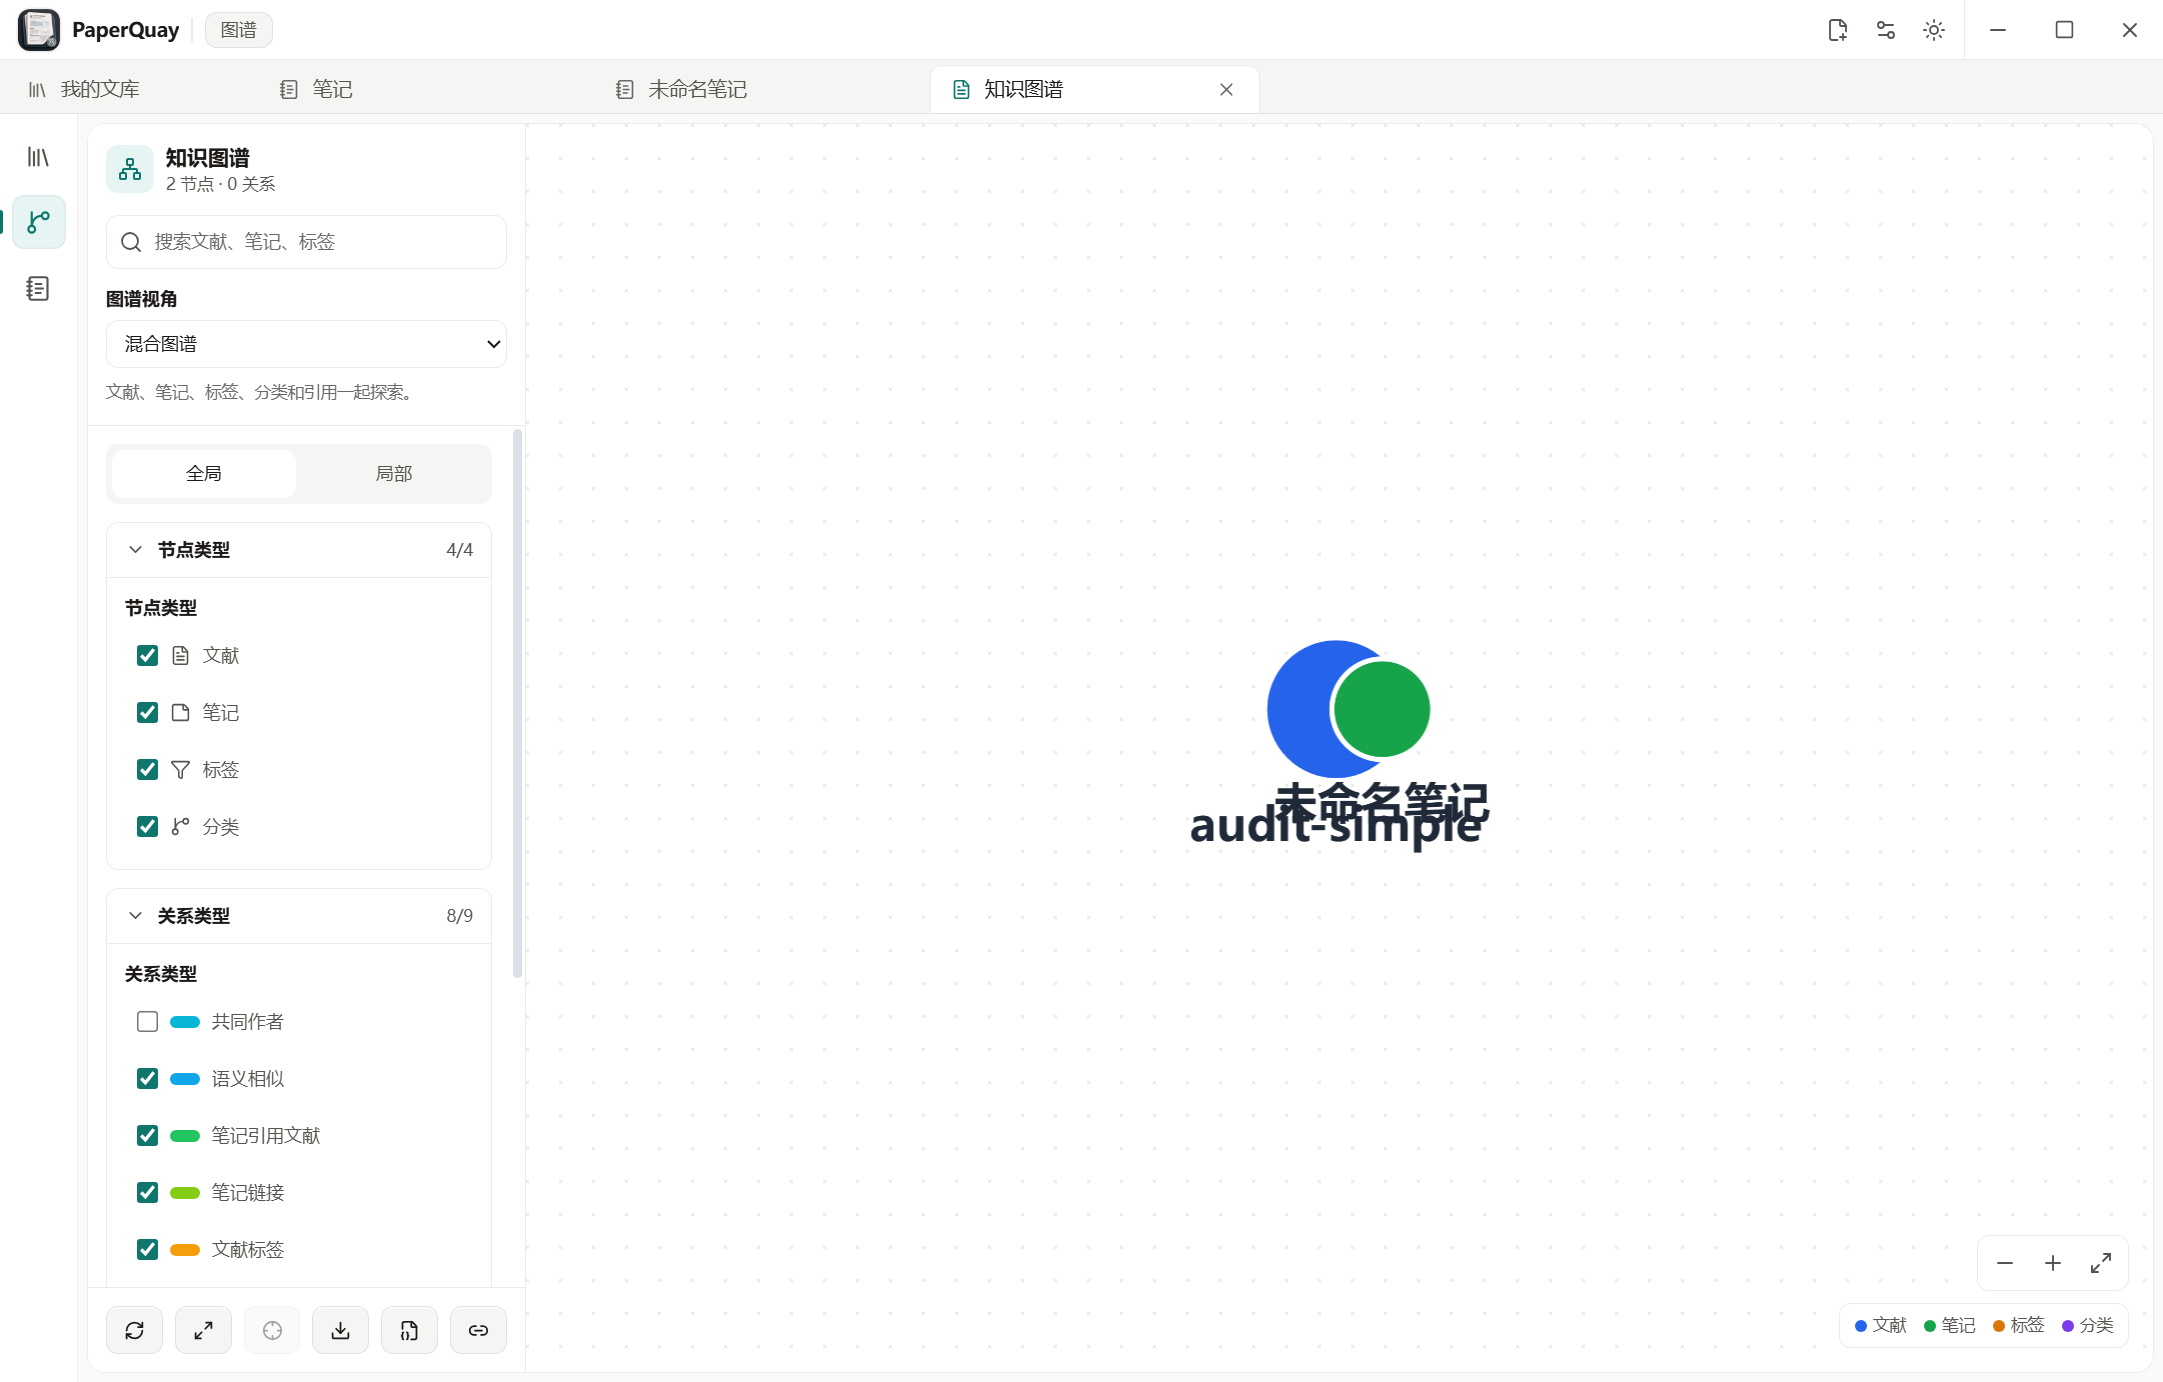 PaperQuay
图谱
我的文库
笔记
未命名笔记
知识图谱
知识图谱
2 节点 · 0 关系
搜索文献、笔记、标签
图谱视角
混合图谱
文献、笔记、标签、分类和引用一起探索。
全局
局部
节点类型
4/4
节点类型
文献
笔记
标签
分类
关系类型
8/9
关系类型
共同作者
语义相似
笔记引用文献
笔记链接
文献标签
未命名笔记
audit-simple
文献
笔记
标签
分类